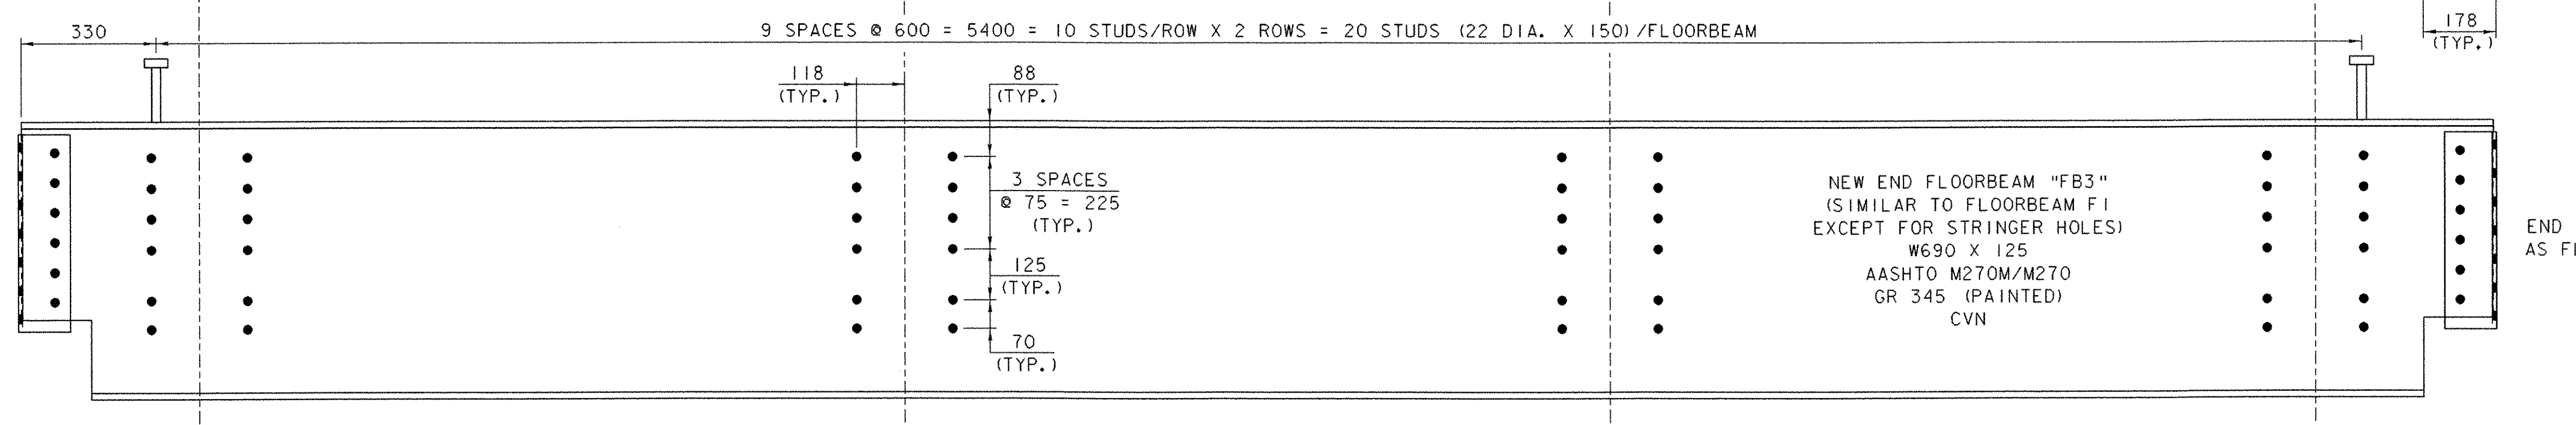 330
9 SPACES @ 600 = 5400 = 10 STUDS/ROW X 2 ROWS = 20 STUDS (22 DIA. X 150)/FLOORBEAM
178
(TYP.)
118
(TYP.)
88
(TYP.)
3 SPACES
@ 75 = 225
(TYP.)
125
(TYP.)
70
(TYP.)
NEW END FLOORBEAM "FB3"
(SIMILAR TO FLOORBEAM F1
EXCEPT FOR STRINGER HOLES)
W690 X 125
AASHTO M270M/M270
GR 345 (PAINTED)
CVN
END
AS